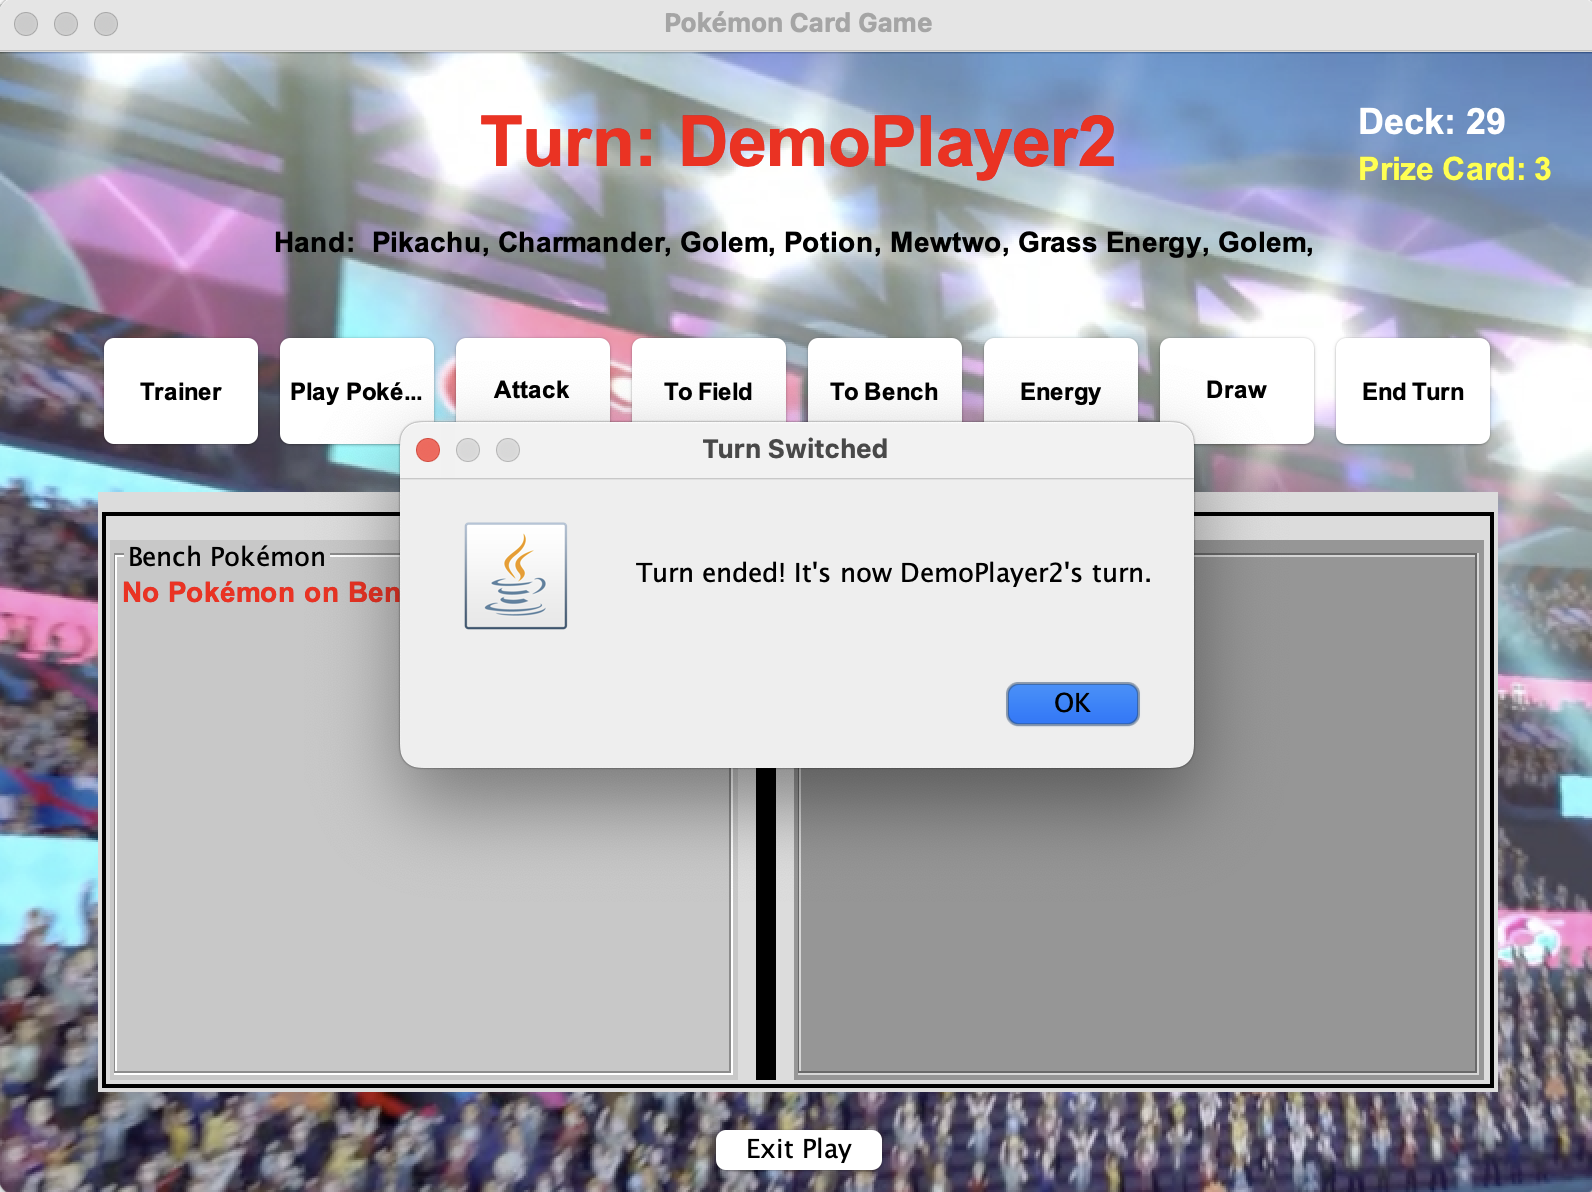 Pokémon Card Game
Turn: DemoPlayer2
Deck: 29
Prize Card: 3
Hand: Pikachu, Charmander, Golem, Potion, Mewtwo, Grass Energy, Golem,
Trainer
Play Poké...
Attack
To Field
To Bench
Energy
Draw
End Turn
Turn Switched
Turn ended! It's now DemoPlayer2's turn.
OK
Bench Pokémon
No Pokémon on Ben
Exit Play